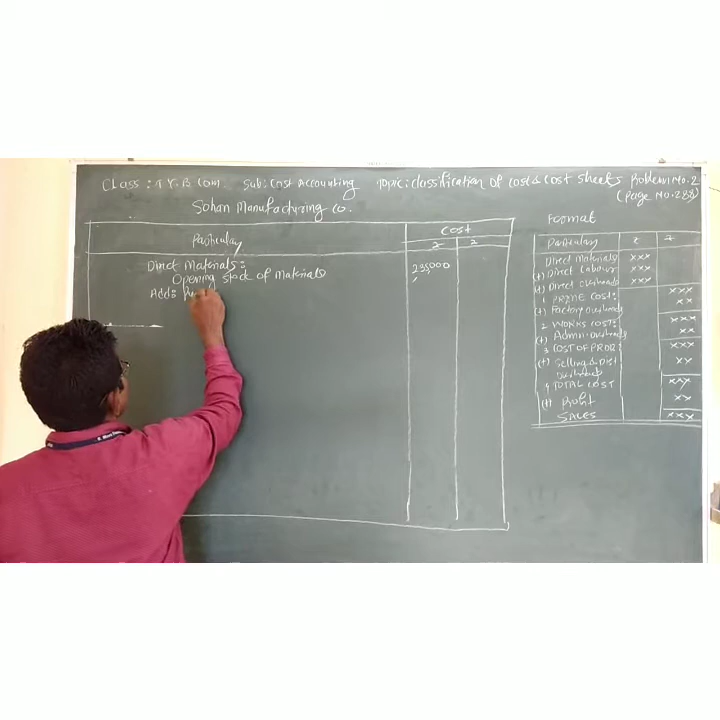 Class : T.Y.B.Com. Sub: Cost Accounting Topic: classification of cost & cost sheets Problem No. 2
(Page No. 288)
Sohan Manufacturing Co.
Particular Cost
₹ ₹
Direct Materials:
Opening stock of Materials 235000
Add:
Format
Particulars ₹ ₹
Direct Materials xxx
(+) Direct Labour xxx
(+) Direct overheads xxx
1 PRIME COST: xxx
(+) Factory overheads xx
2 WORKS COST: xxx
(+) Admn: overheads xx
3 COST OF PROD: xxx
(+) Selling & Dist xx
overheads
4 TOTAL COST xxx
(+) Profit xx
SALES xxx